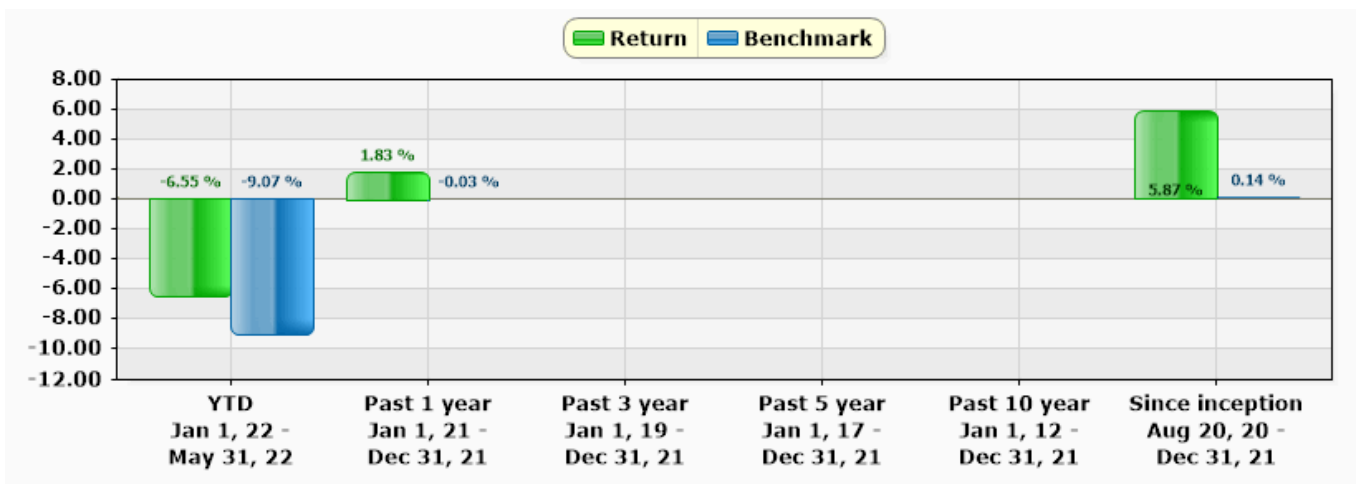 Return Benchmark
8.00
6.00
4.00
2.00
0.00
-2.00
-4.00
-6.00
-8.00
-10.00
-12.00
-6.55 % -9.07 %
1.83 %
-0.03 %
5.87 %
0.14 %
YTD
Jan 1, 22 -
May 31, 22
Past 1 year
Jan 1, 21 -
Dec 31, 21
Past 3 year
Jan 1, 19 -
Dec 31, 21
Past 5 year
Jan 1, 17 -
Dec 31, 21
Past 10 year
Jan 1, 12 -
Dec 31, 21
Since inception
Aug 20, 20 -
Dec 31, 21